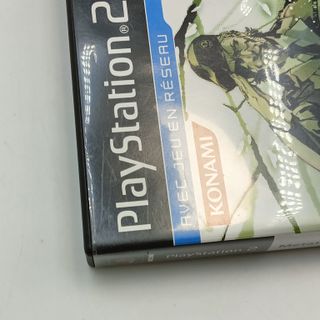 PlayStation®2
AVEC JEU EN RÉSEAU
KONAMI
PlayStation 2